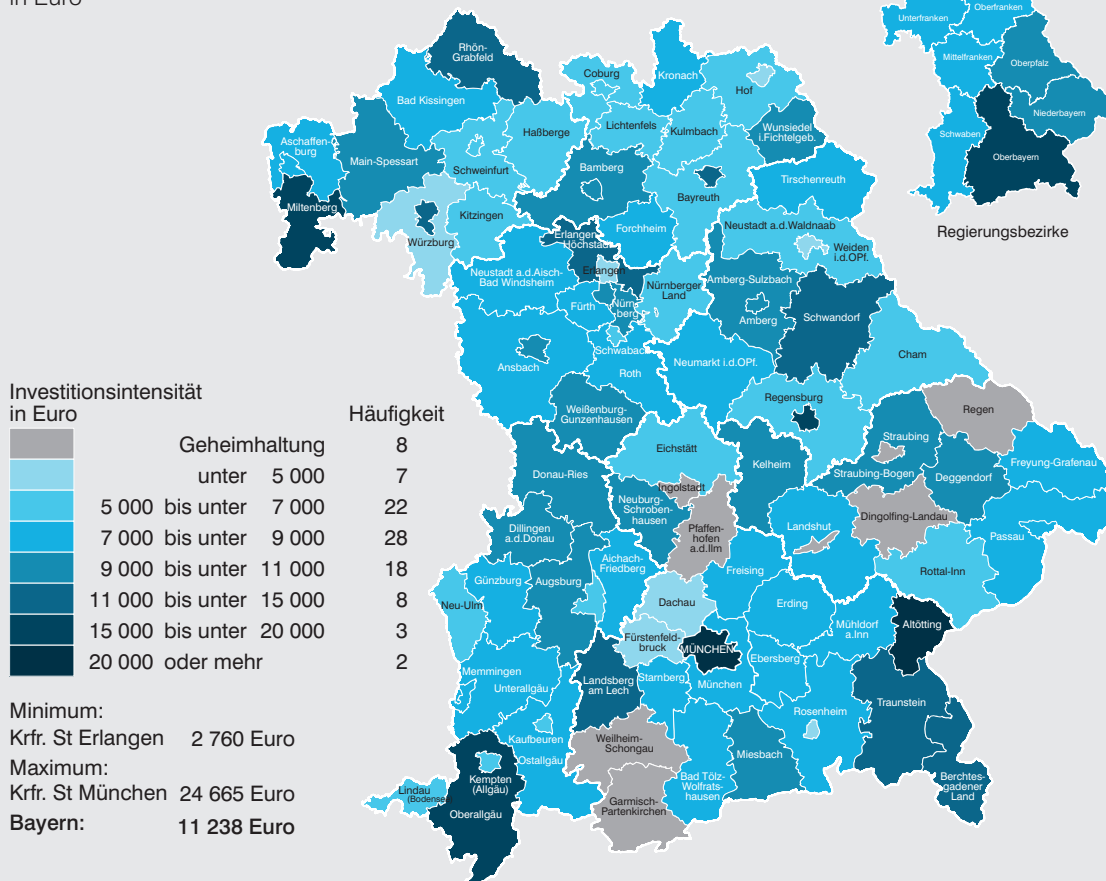 in Euro
Unterfranken
Oberfranken
Mittelfranken
Oberpfalz
Niederbayern
Schwaben
Oberbayern
Regierungsbezirke
Rhön-
Grabfeld
Bad Kissingen
Coburg
Kronach
Hof
Aschaffen-
burg
Main-Spessart
Haßberge
Lichtenfels
Kulmbach
Wunsiedel
i.Fichtelgeb.
Schweinfurt
Bamberg
Tirschenreuth
Miltenberg
Kitzingen
Bayreuth
Würzburg
Erlangen-
Höchstadt
Forchheim
Neustadt a.d.Waldnaab
Weiden
i.d.OPf.
Neustadt a.d.Aisch-
Bad Windsheim
Erlangen
Nürnberger
Land
Amberg-Sulzbach
Fürth
Nürn-
berg
Amberg
Schwandorf
Ansbach
Schwabach
Roth
Neumarkt i.d.OPf.
Cham
Weißenburg-
Gunzenhausen
Regensburg
Regen
Eichstätt
Kelheim
Straubing
Straubing-Bogen
Deggendorf
Freyung-Grafenau
Donau-Ries
Ingolstadt
Neuburg-
Schroben-
hausen
Pfaffen-
hofen
a.d.Ilm
Landshut
Dingolfing-Landau
Passau
Dillingen
a.d.Donau
Aichach-
Friedberg
Freising
Rottal-Inn
Günzburg
Augsburg
Neu-Ulm
Dachau
Erding
Mühldorf
a.Inn
Altötting
Fürstenfeld-
bruck
MÜNCHEN
Ebersberg
Memmingen
Unterallgäu
Landsberg
am Lech
Starnberg
München
Traunstein
Rosenheim
Kaufbeuren
Ostallgäu
Weilheim-
Schongau
Bad Tölz-
Wolfrats-
hausen
Miesbach
Berchtes-
gadener
Land
Kempten
(Allgäu)
Oberallgäu
Lindau
(Bodensee)
Garmisch-
Partenkirchen
Investitionsintensität
in Euro Häufigkeit
Geheimhaltung 8
unter 5 000 7
5 000 bis unter 7 000 22
7 000 bis unter 9 000 28
9 000 bis unter 11 000 18
11 000 bis unter 15 000 8
15 000 bis unter 20 000 3
20 000 oder mehr 2
Minimum:
Krfr. St Erlangen 2 760 Euro
Maximum:
Krfr. St München 24 665 Euro
Bayern: 11 238 Euro